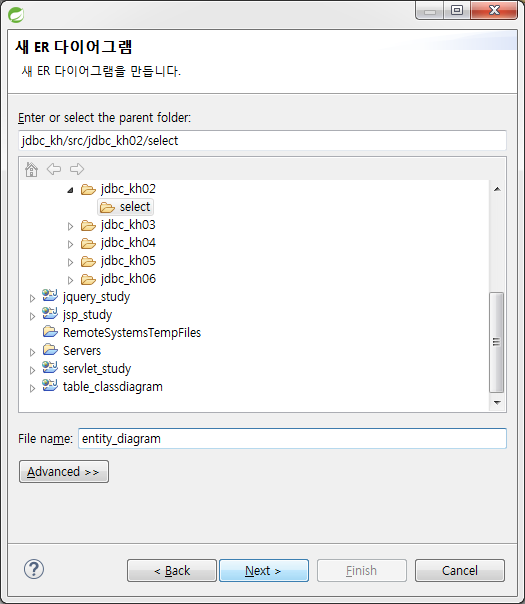 새 ER 다이어그램
새 ER 다이어그램을 만듭니다.
Enter or select the parent folder:
jdbc_kh/src/jdbc_kh02/select
jdbc_kh02
select
jdbc_kh03
jdbc_kh04
jdbc_kh05
jdbc_kh06
jquery_study
jsp_study
RemoteSystemsTempFiles
Servers
servlet_study
table_classdiagram
File name: entity_diagram
Advanced >>
? < Back Next > Finish Cancel